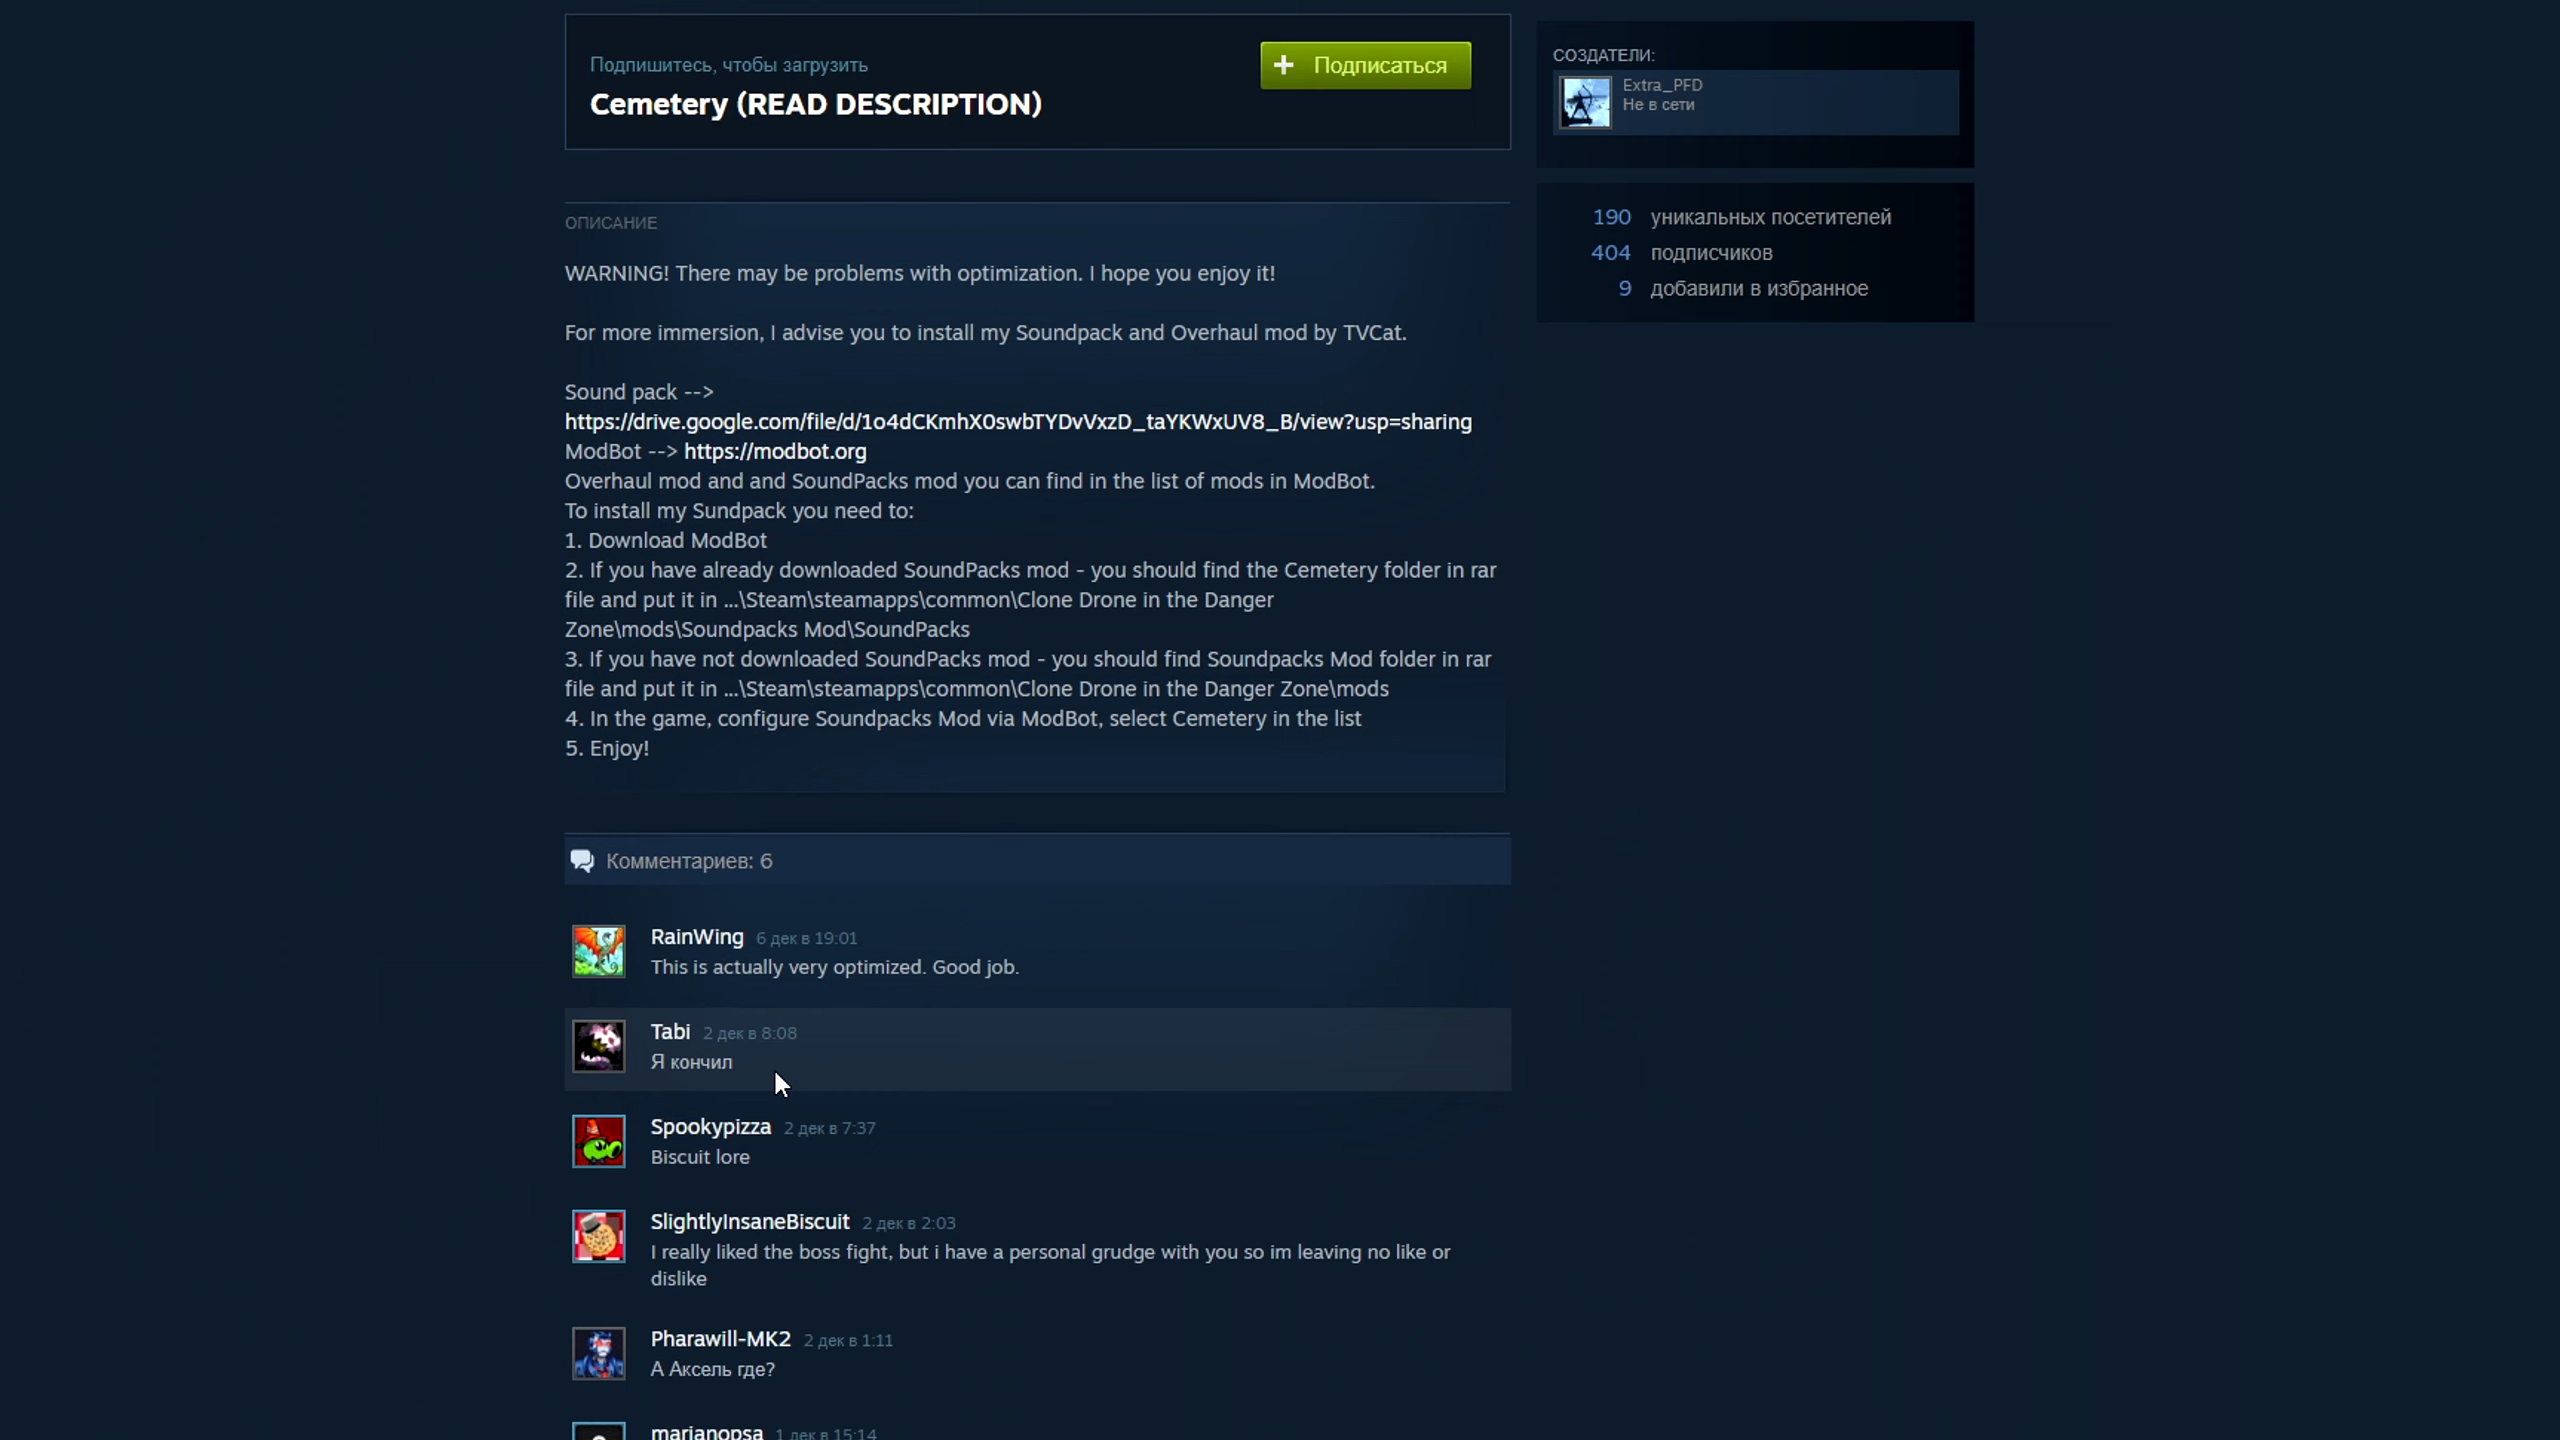 Подпишитесь, чтобы загрузить
Cemetery (READ DESCRIPTION)
+ Подписаться
СОЗДАТЕЛИ:
Extra_PFD
Не в сети
190 уникальных посетителей
404 подписчиков
9 добавили в избранное
ОПИСАНИЕ
WARNING! There may be problems with optimization. I hope you enjoy it!
For more immersion, I advise you to install my Soundpack and Overhaul mod by TVCat.
Sound pack -->
https://drive.google.com/file/d/1o4dCKmhX0swbTYDvVxzD_taYKWxUV8_B/view?usp=sharing
ModBot --> https://modbot.org
Overhaul mod and and SoundPacks mod you can find in the list of mods in ModBot.
To install my Sundpack you need to:
1. Download ModBot
2. If you have already downloaded SoundPacks mod - you should find the Cemetery folder in rar
file and put it in ...\Steam\steamapps\common\Clone Drone in the Danger
Zone\mods\Soundpacks Mod\SoundPacks
3. If you have not downloaded SoundPacks mod - you should find Soundpacks Mod folder in rar
file and put it in ...\Steam\steamapps\common\Clone Drone in the Danger Zone\mods
4. In the game, configure Soundpacks Mod via ModBot, select Cemetery in the list
5. Enjoy!
Комментариев: 6
RainWing 6 дек в 19:01
This is actually very optimized. Good job.
Tabi 2 дек в 8:08
Я кончил
Spookypizza 2 дек в 7:37
Biscuit lore
SlightlyInsaneBiscuit 2 дек в 2:03
I really liked the boss fight, but i have a personal grudge with you so im leaving no like or
dislike
Pharawill-MK2 2 дек в 1:11
А Аксель где?
marianopsa 1 дек в 15:14